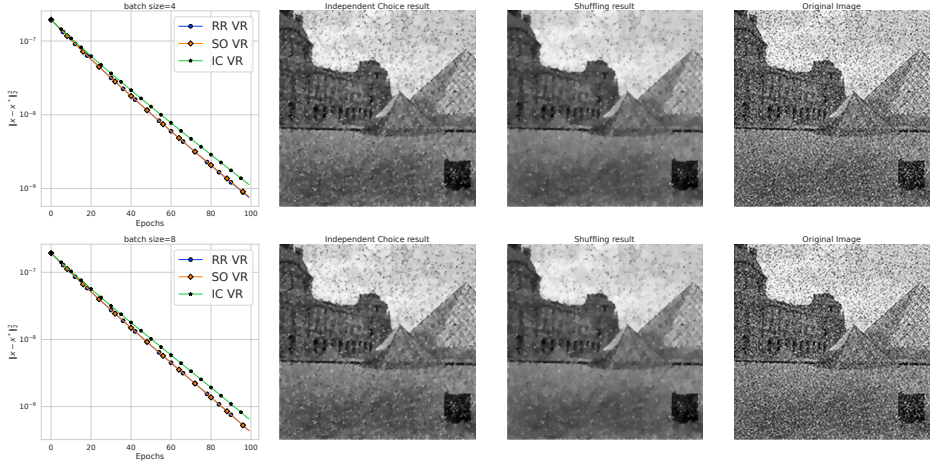 batch size=4
RR VR
SO VR
IC VR
10⁻⁷
10⁻⁸
10⁻⁹
‖x − x*‖²₂
0 20 40 60 80 100
Epochs
Independent Choice result
Shuffling result
Original Image
batch size=8
RR VR
SO VR
IC VR
10⁻⁷
10⁻⁸
10⁻⁹
‖x − x*‖²₂
0 20 40 60 80 100
Epochs
Independent Choice result
Shuffling result
Original Image